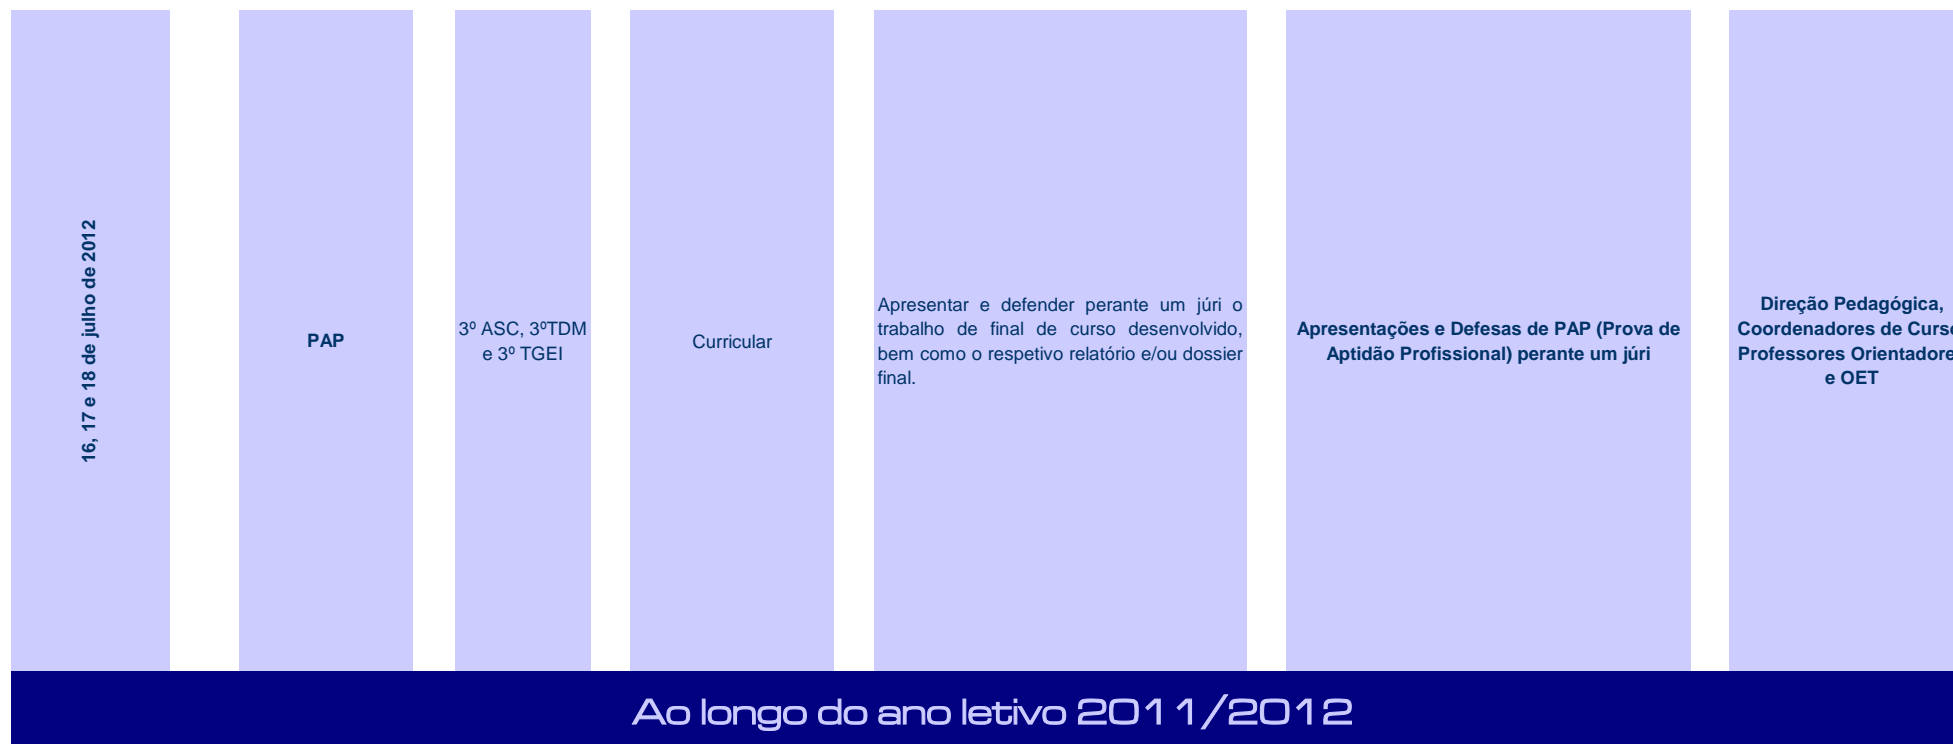 16, 17 e 18 de julho de 2012
PAP
3º ASC, 3ºTDM
e 3º TGEI
Curricular
Apresentar e defender perante um júri o
trabalho de final de curso desenvolvido,
bem como o respetivo relatório e/ou dossier
final.
Apresentações e Defesas de PAP (Prova de
Aptidão Profissional) perante um júri
Direção Pedagógica,
Coordenadores de Curso
Professores Orientadore
e OET
Ao longo do ano letivo 2011/2012